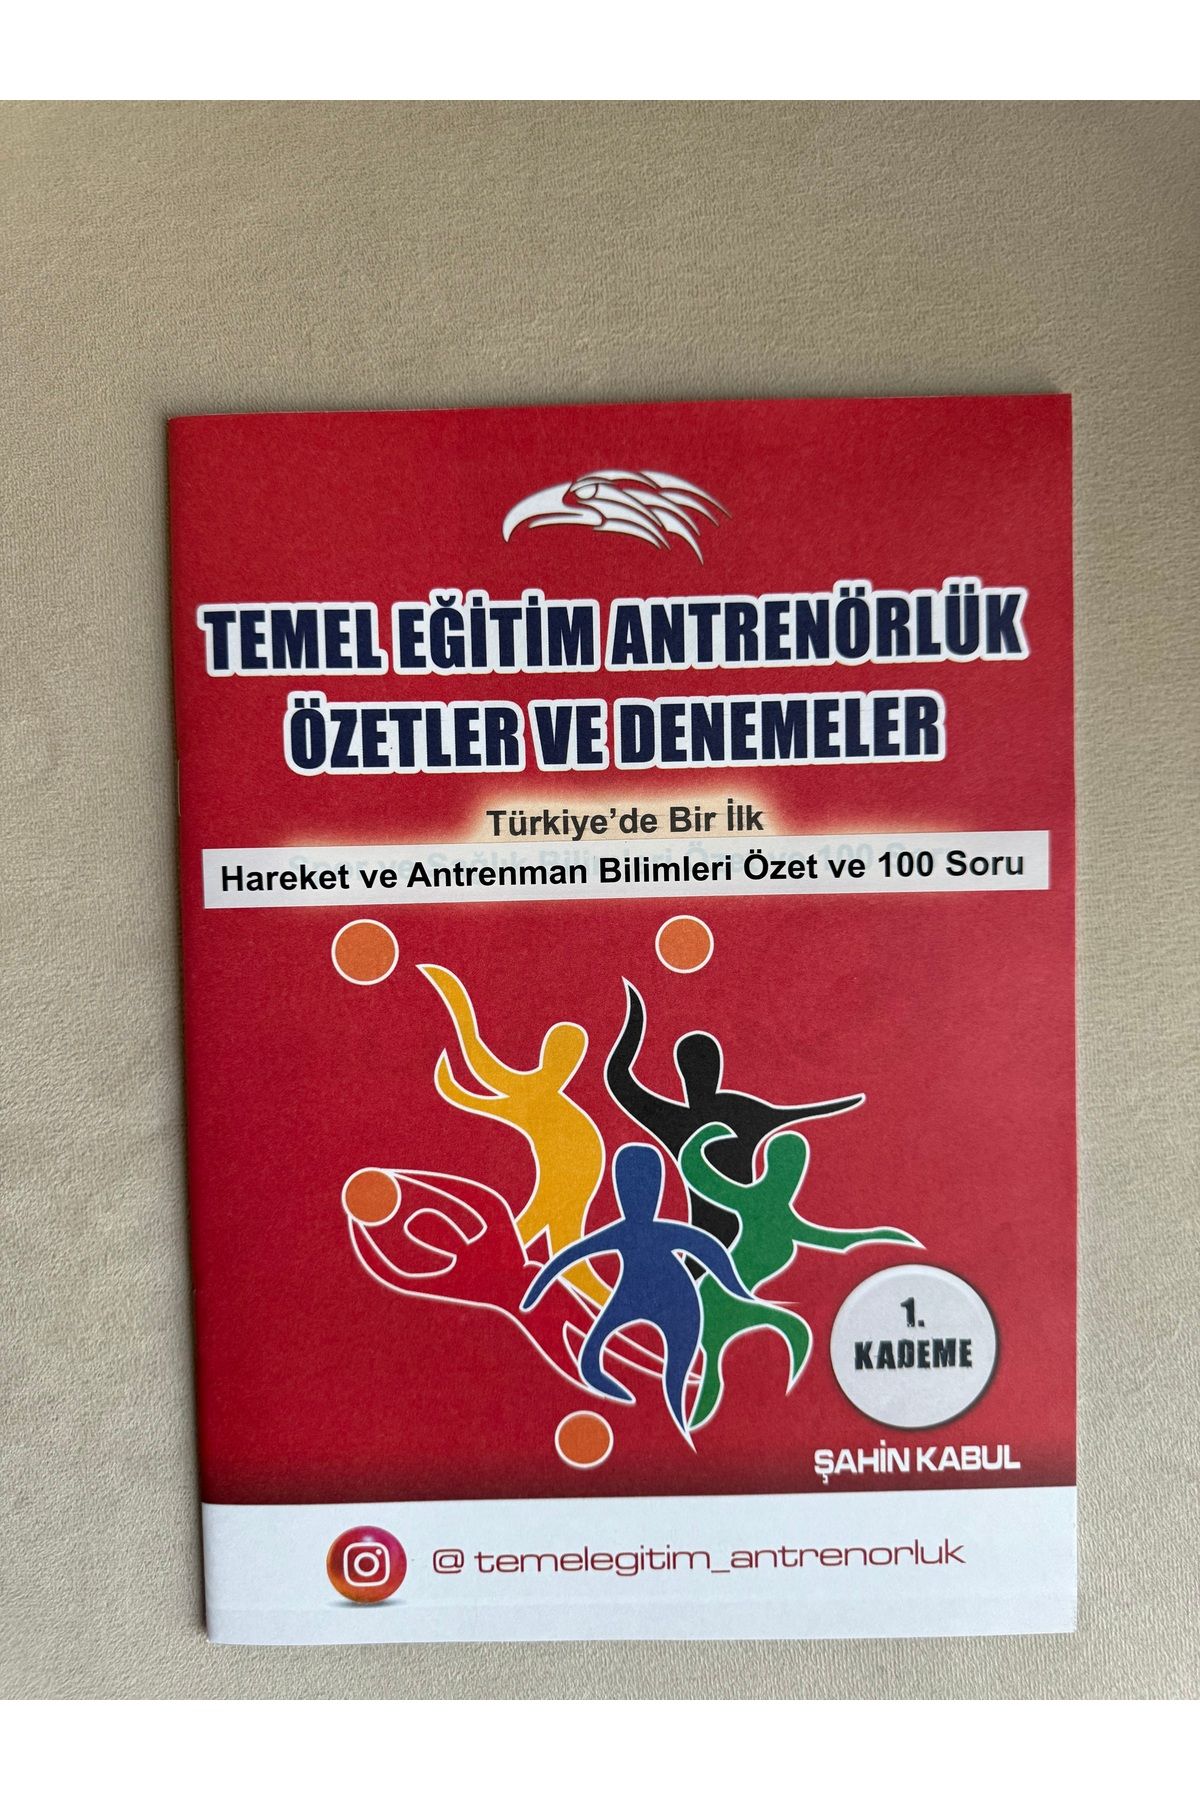 TEMEL EĞİTİM ANTRENÖRLÜK
ÖZETLER VE DENEMELER
Türkiye'de Bir İlk
Hareket ve Antrenman Bilimleri Özet ve 100 Soru
1.
KADEME
ŞAHİN KABUL
@ temelegitim_antrenorluk